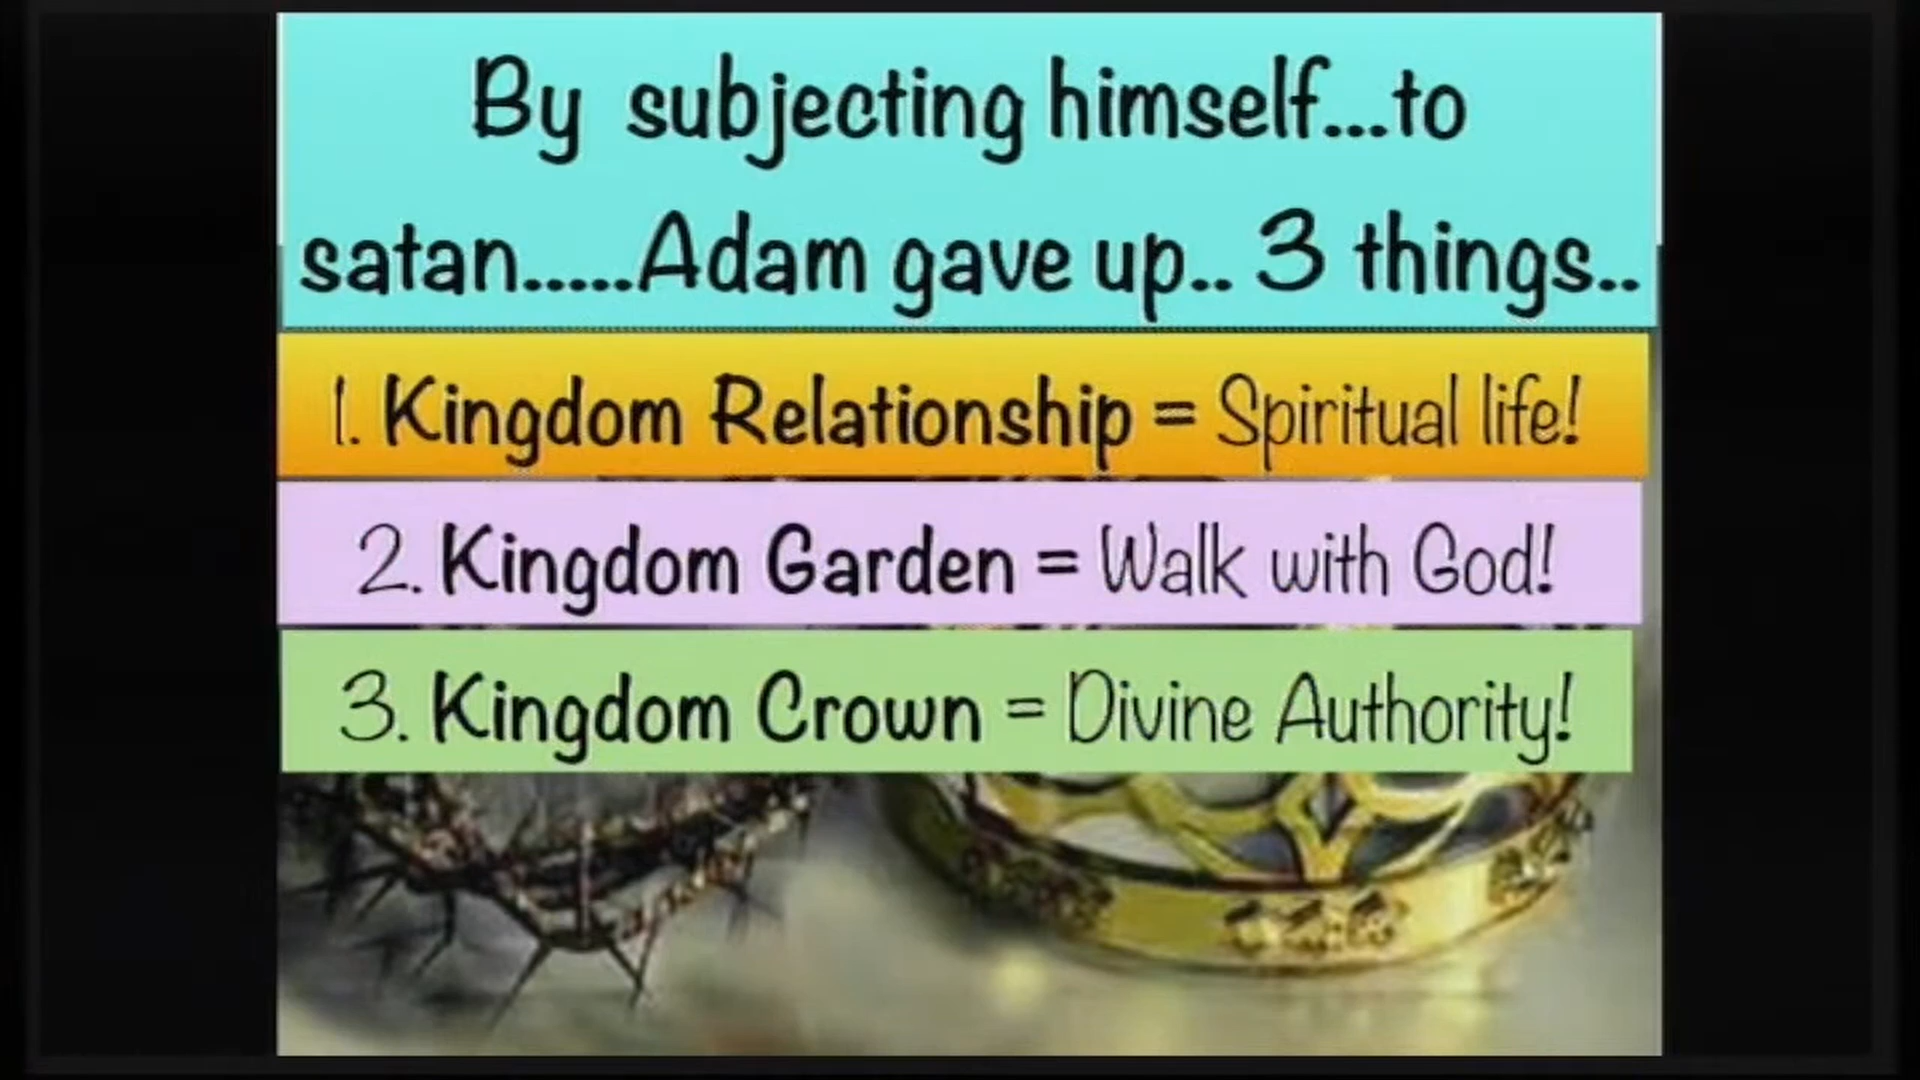 By subjecting himself...to
satan.....Adam gave up.. 3 things..
1. Kingdom Relationship = Spiritual life!
2. Kingdom Garden = Walk with God!
3. Kingdom Crown = Divine Authority!